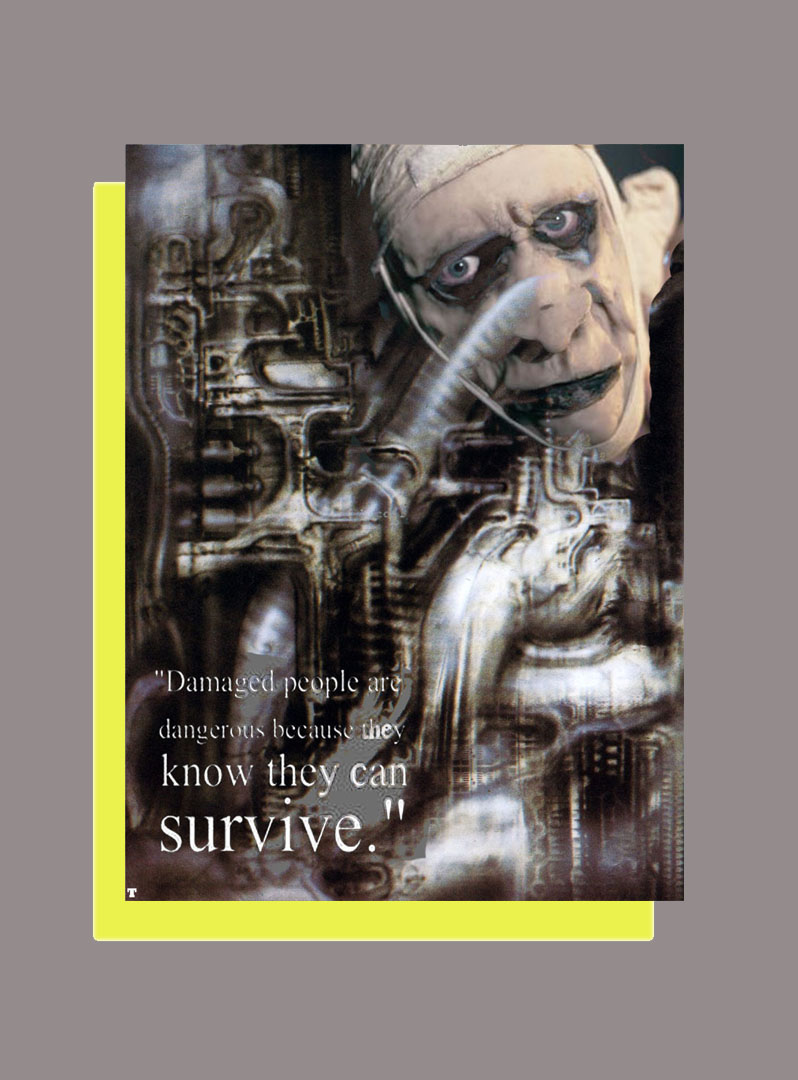 "Damaged people are
dangerous because they
know they can
survive."
T